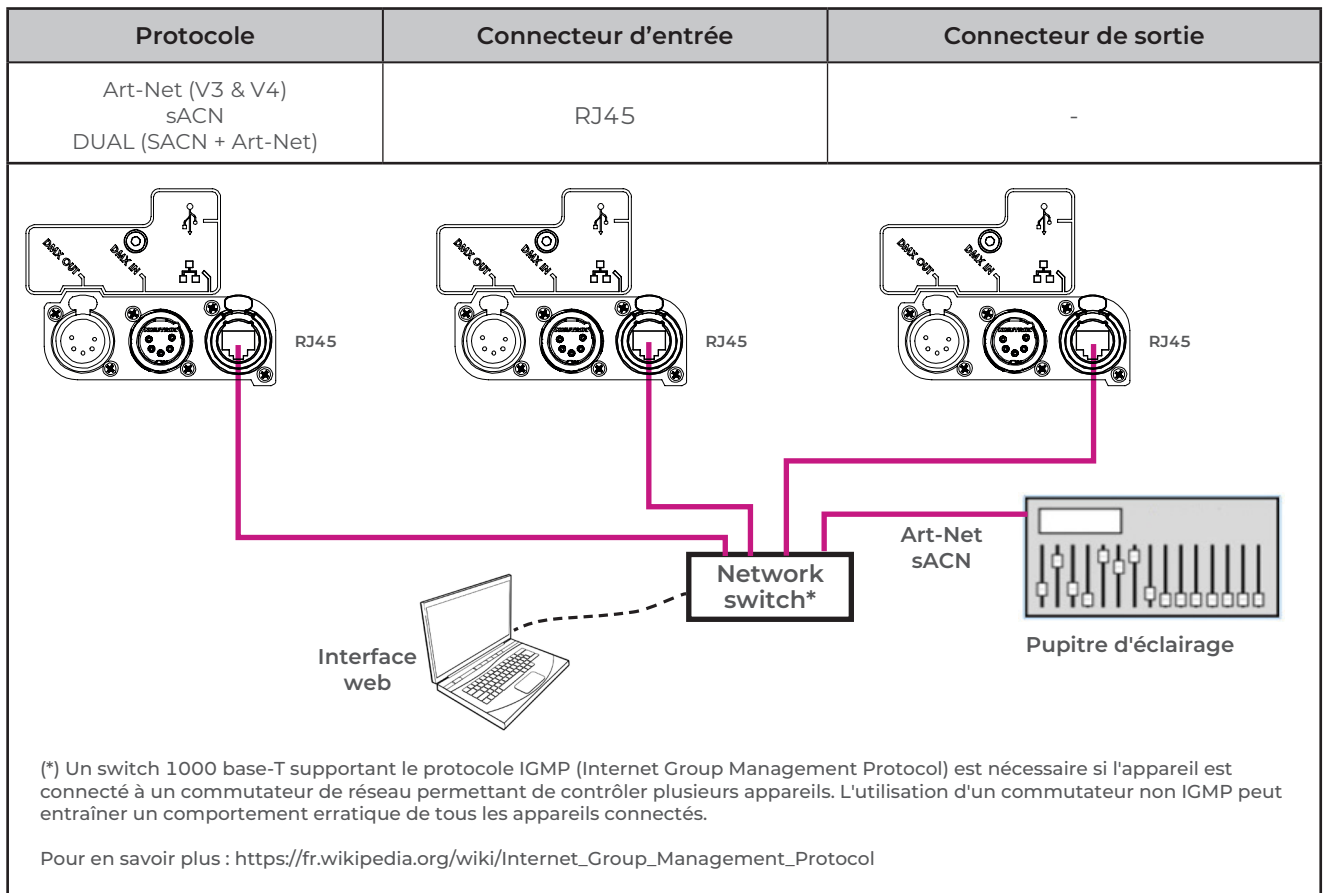 Protocole
Connecteur d'entrée
Connecteur de sortie
Art-Net (V3 & V4)
sACN
DUAL (SACN + Art-Net)
RJ45
-
DMX OUT
DMX IN
RJ45
DMX OUT
DMX IN
RJ45
DMX OUT
DMX IN
RJ45
Art-Net
sACN
Network
switch*
Interface
web
Pupitre d'éclairage
(*) Un switch 1000 base-T supportant le protocole IGMP (Internet Group Management Protocol) est nécessaire si l'appareil est
connecté à un commutateur de réseau permettant de contrôler plusieurs appareils. L'utilisation d'un commutateur non IGMP peut
entraîner un comportement erratique de tous les appareils connectés.
Pour en savoir plus : https://fr.wikipedia.org/wiki/Internet_Group_Management_Protocol